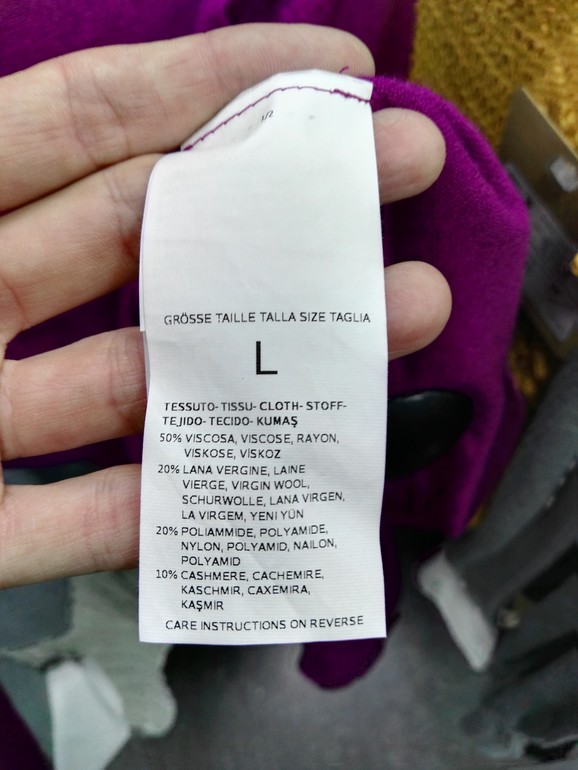 1/2
GRÖSSE TAILLE TALLA SIZE TAGLIA
L
TESSUTO- TISSU- CLOTH- STOFF-
TEJIDO- TECIDO- KUMAŞ
50% VISCOSA, VISCOSE, RAYON,
VISKOSE, VİSKOZ
20% LANA VERGINE, LAINE
VIERGE, VIRGIN WOOL,
SCHURWOLLE, LANA VIRGEN,
LA VIRGEM, YENI YÜN
20% POLIAMMIDE, POLYAMIDE,
NYLON, POLYAMID, NAILON,
POLYAMID
10% CASHMERE, CACHEMIRE,
KASCHMIR, CAXEMIRA,
KAŞMIR
CARE INSTRUCTIONS ON REVERSE